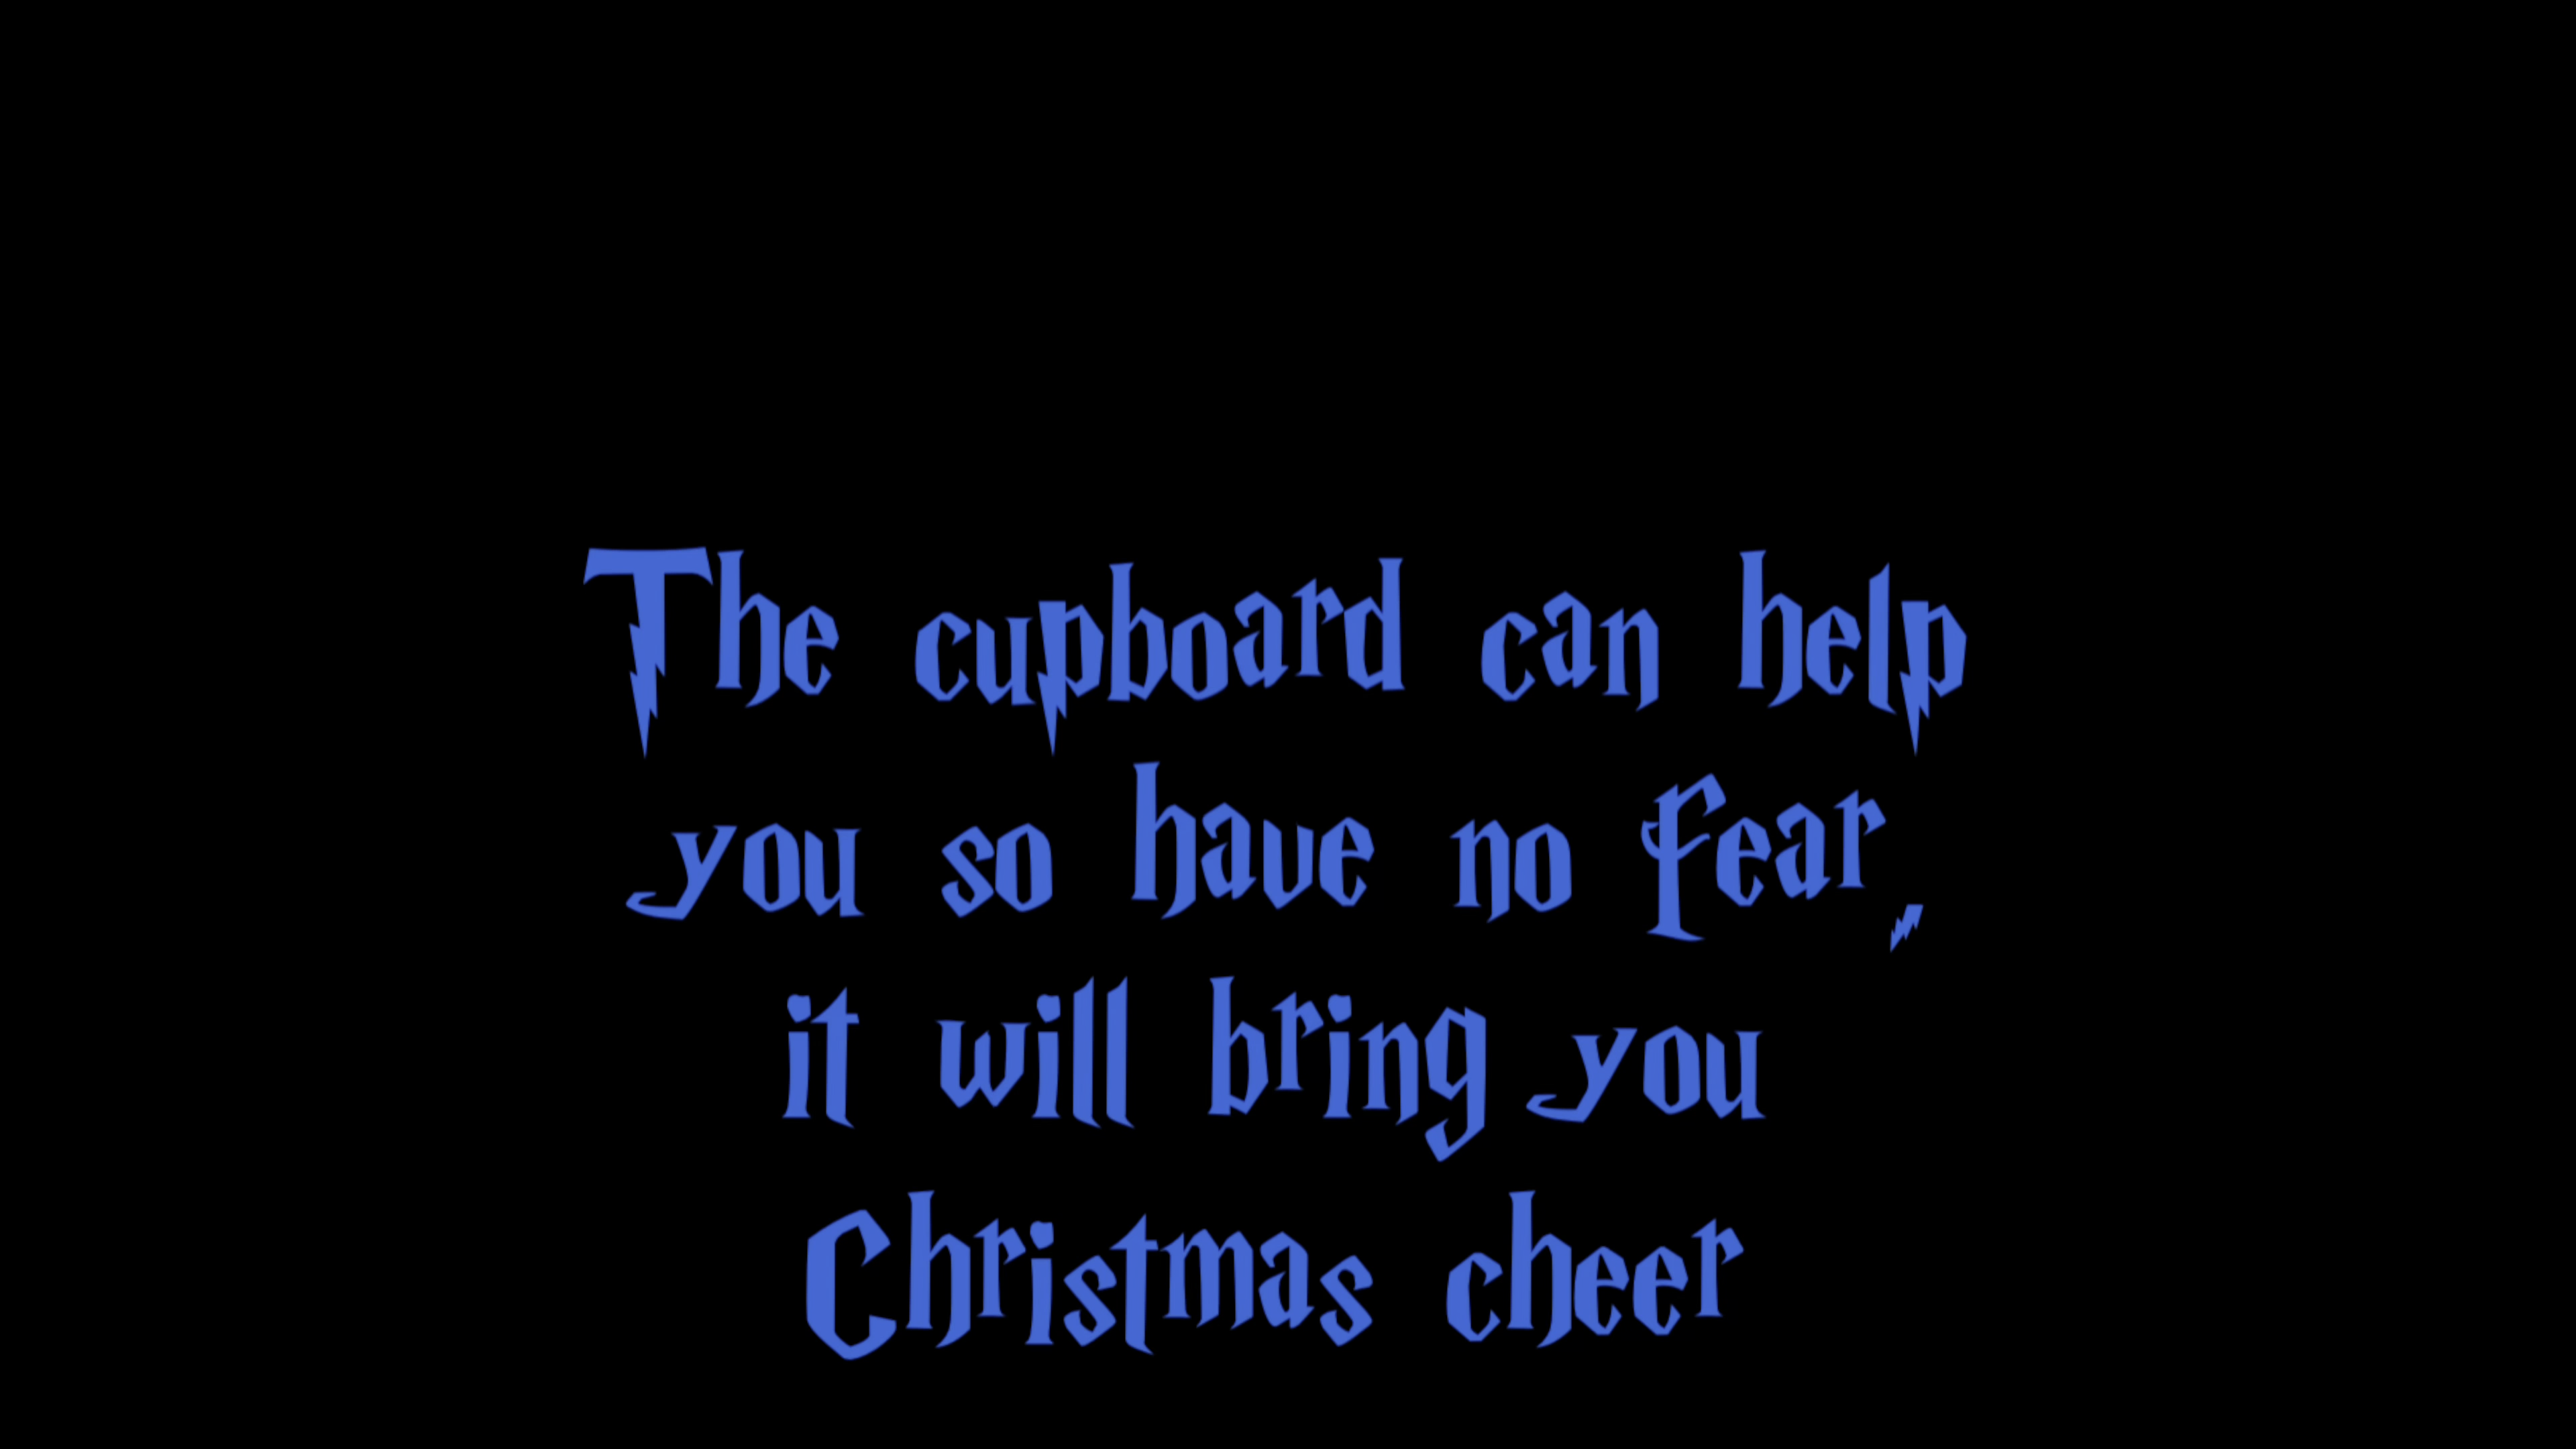 The cupboard can help
you so have no fear,
it will bring you
Christmas cheer